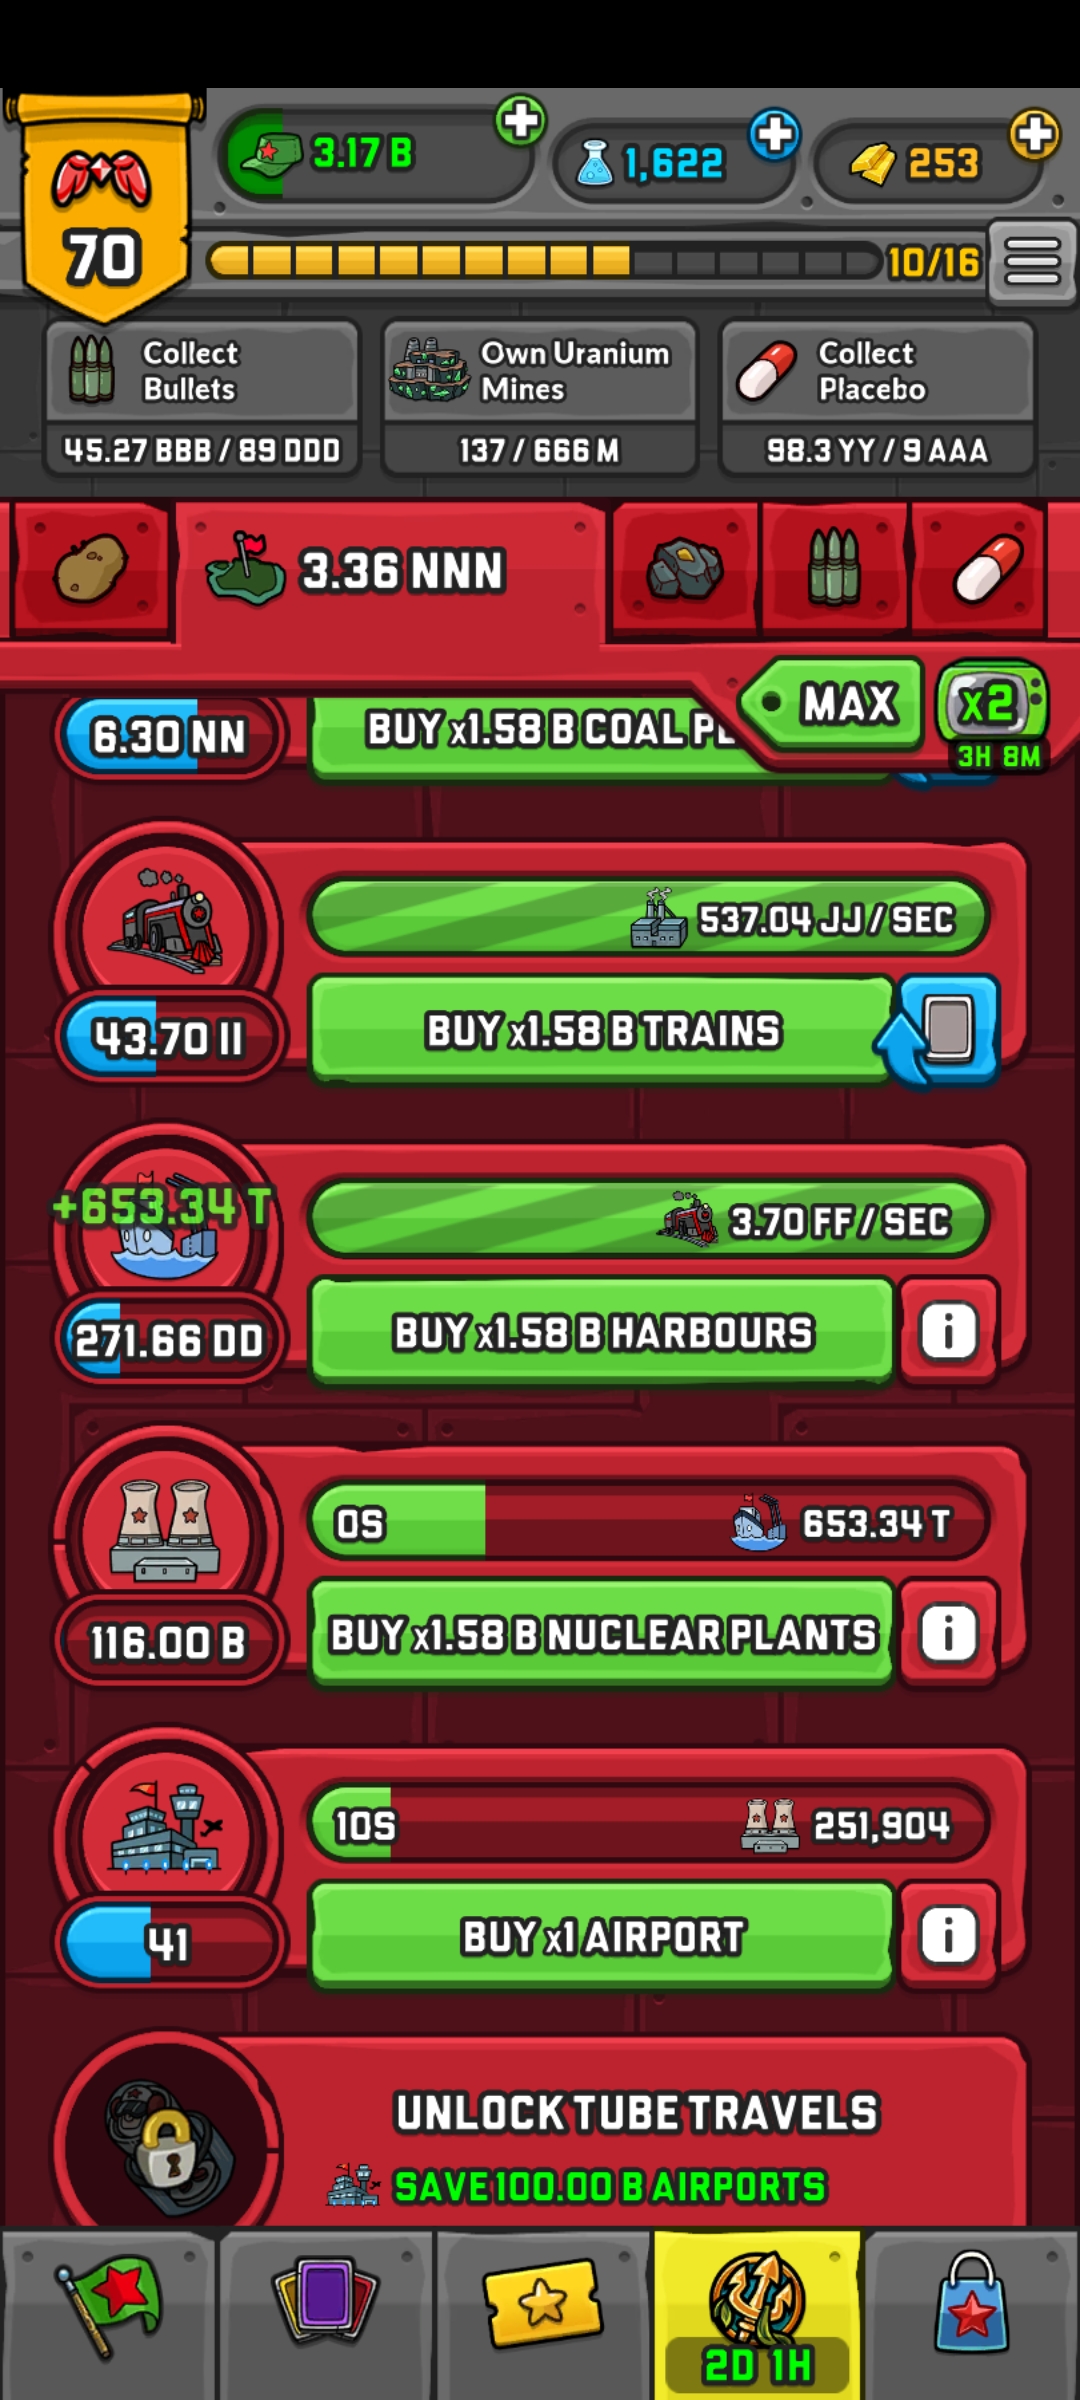 3.17 B
1,622
253
70
10/16
Collect
Bullets
45.27 BBB / 89 DDD
Own Uranium
Mines
137 / 666 M
Collect
Placebo
98.3 YY / 9 AAA
3.36 NNN
MAX
x2
3H 8M
6.30 NN
BUY x1.58 B COAL
537.04 JJ / SEC
43.70 II
BUY x1.58 B TRAINS
+653.34 T
3.70 FF / SEC
271.66 DD
BUY x1.58 B HARBOURS
i
0S
653.34 T
116.00 B
BUY x1.58 B NUCLEAR PLANTS
i
10S
251,904
41
BUY x1 AIRPORT
i
UNLOCK TUBE TRAVELS
SAVE 100.00 B AIRPORTS
2D 1H